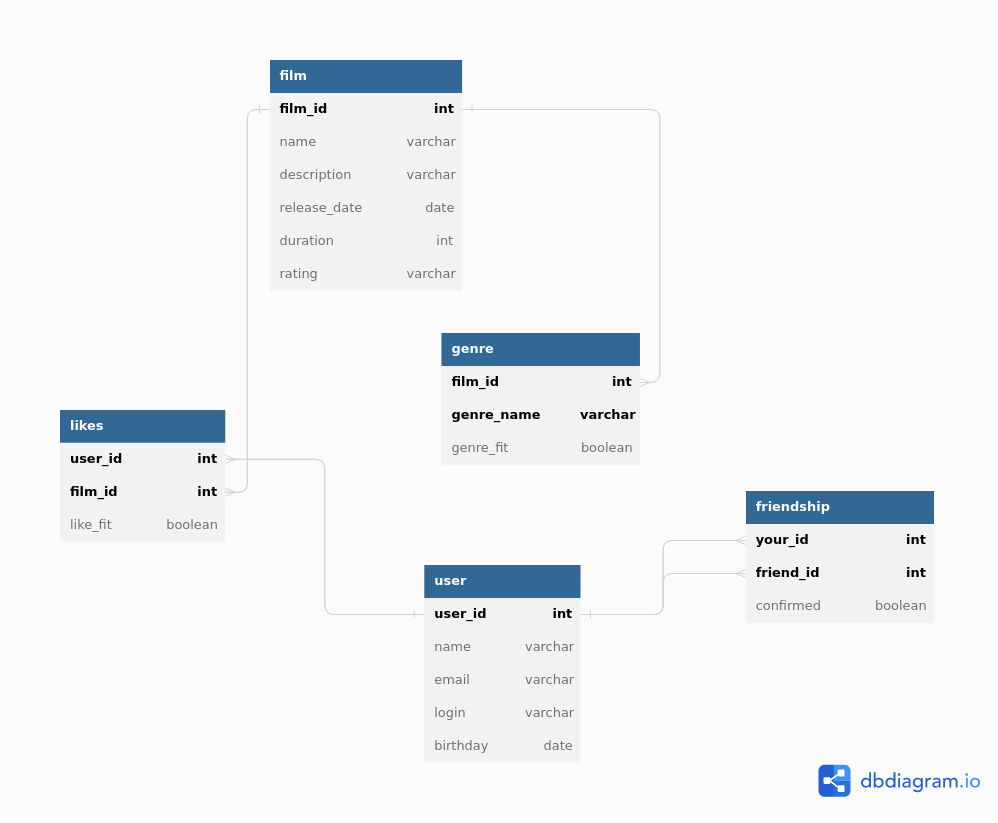 film
film_id int
name varchar
description varchar
release_date date
duration int
rating varchar
genre
film_id int
genre_name varchar
genre_fit boolean
likes
user_id int
film_id int
like_fit boolean
friendship
your_id int
friend_id int
confirmed boolean
user
user_id int
name varchar
email varchar
login varchar
birthday date
dbdiagram.io